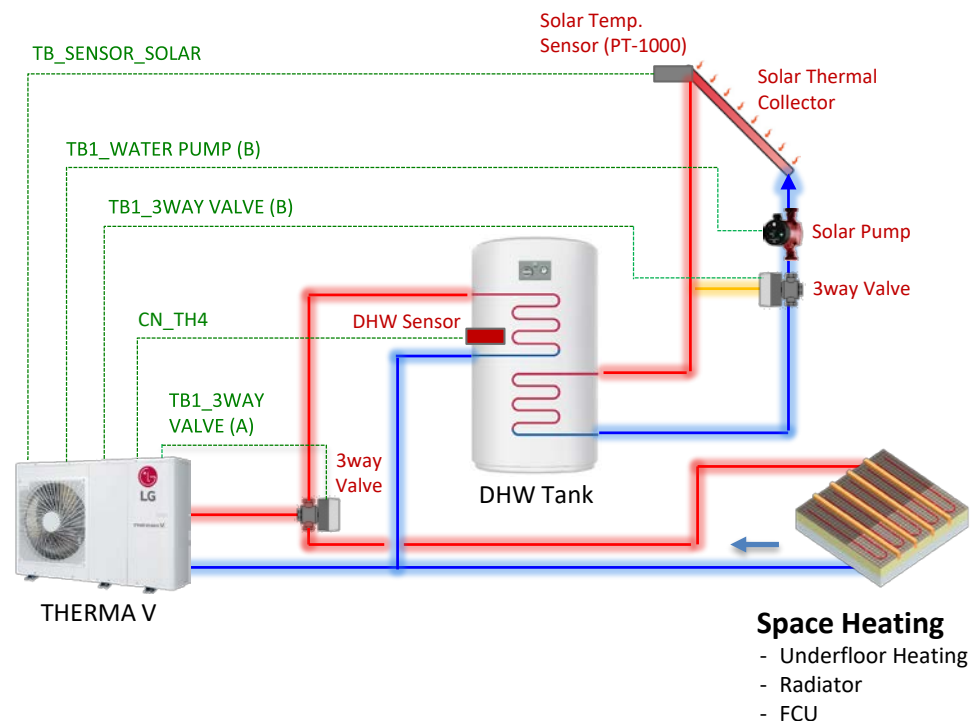 Solar Temp.
Sensor (PT-1000)
TB_SENSOR_SOLAR
Solar Thermal
Collector
TB1_WATER PUMP (B)
TB1_3WAY VALVE (B)
Solar Pump
3way Valve
CN_TH4
DHW Sensor
TB1_3WAY
VALVE (A)
3way
Valve
LG
THERMA V
DHW Tank
THERMA V
Space Heating
- Underfloor Heating
- Radiator
- FCU